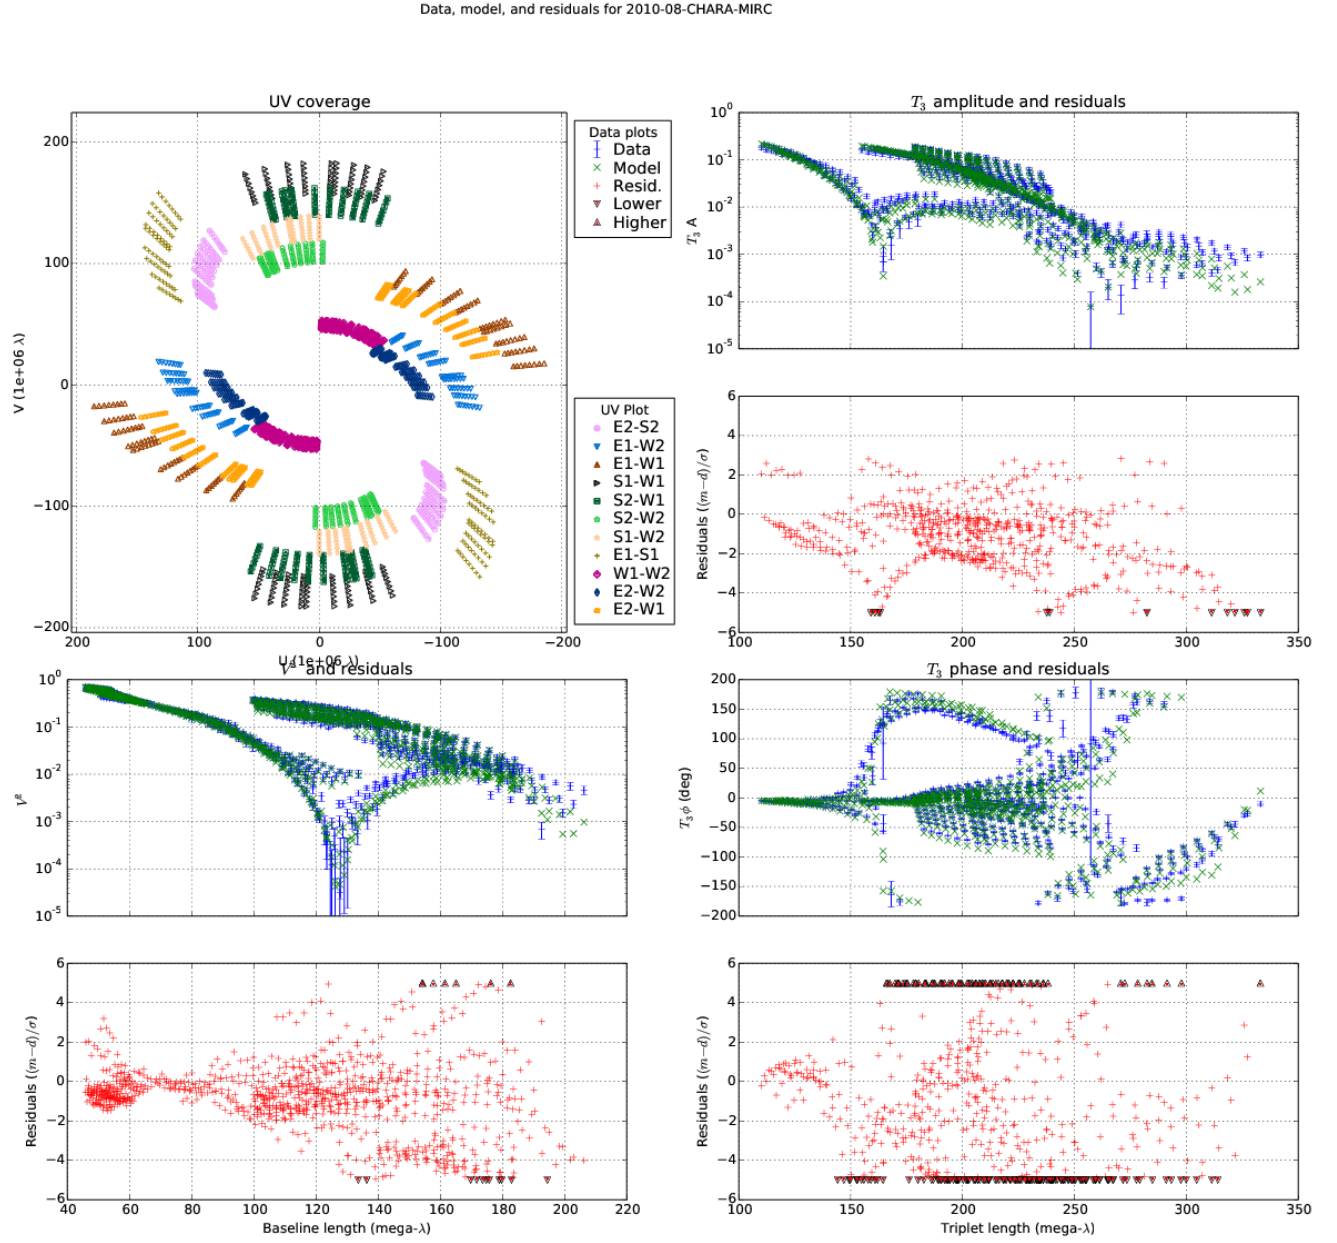 Data, model, and residuals for 2010-08-CHARA-MIRC
UV coverage
V (1e+06 λ)
200
100
0
−100
−200
200
100
0
−100
−200
U (1e+06 λ)
Data plots
Data
Model
Resid.
Lower
Higher
UV Plot
E2-S2
E1-W2
E1-W1
S1-W1
S2-W1
S2-W2
S1-W2
E1-S1
W1-W2
E2-W2
E2-W1
T3 amplitude and residuals
T3 A
10^0
10^-1
10^-2
10^-3
10^-4
10^-5
Residuals ((m−d)/σ)
6
4
2
0
−2
−4
−6
100
150
200
250
300
350
V² and residuals
V²
10^0
10^-1
10^-2
10^-3
10^-4
10^-5
Residuals ((m−d)/σ)
6
4
2
0
−2
−4
−6
40
60
80
100
120
140
160
180
200
220
Baseline length (mega-λ)
T3 phase and residuals
T3 ϕ (deg)
200
150
100
50
0
−50
−100
−150
−200
Residuals ((m−d)/σ)
6
4
2
0
−2
−4
−6
100
150
200
250
300
350
Triplet length (mega-λ)